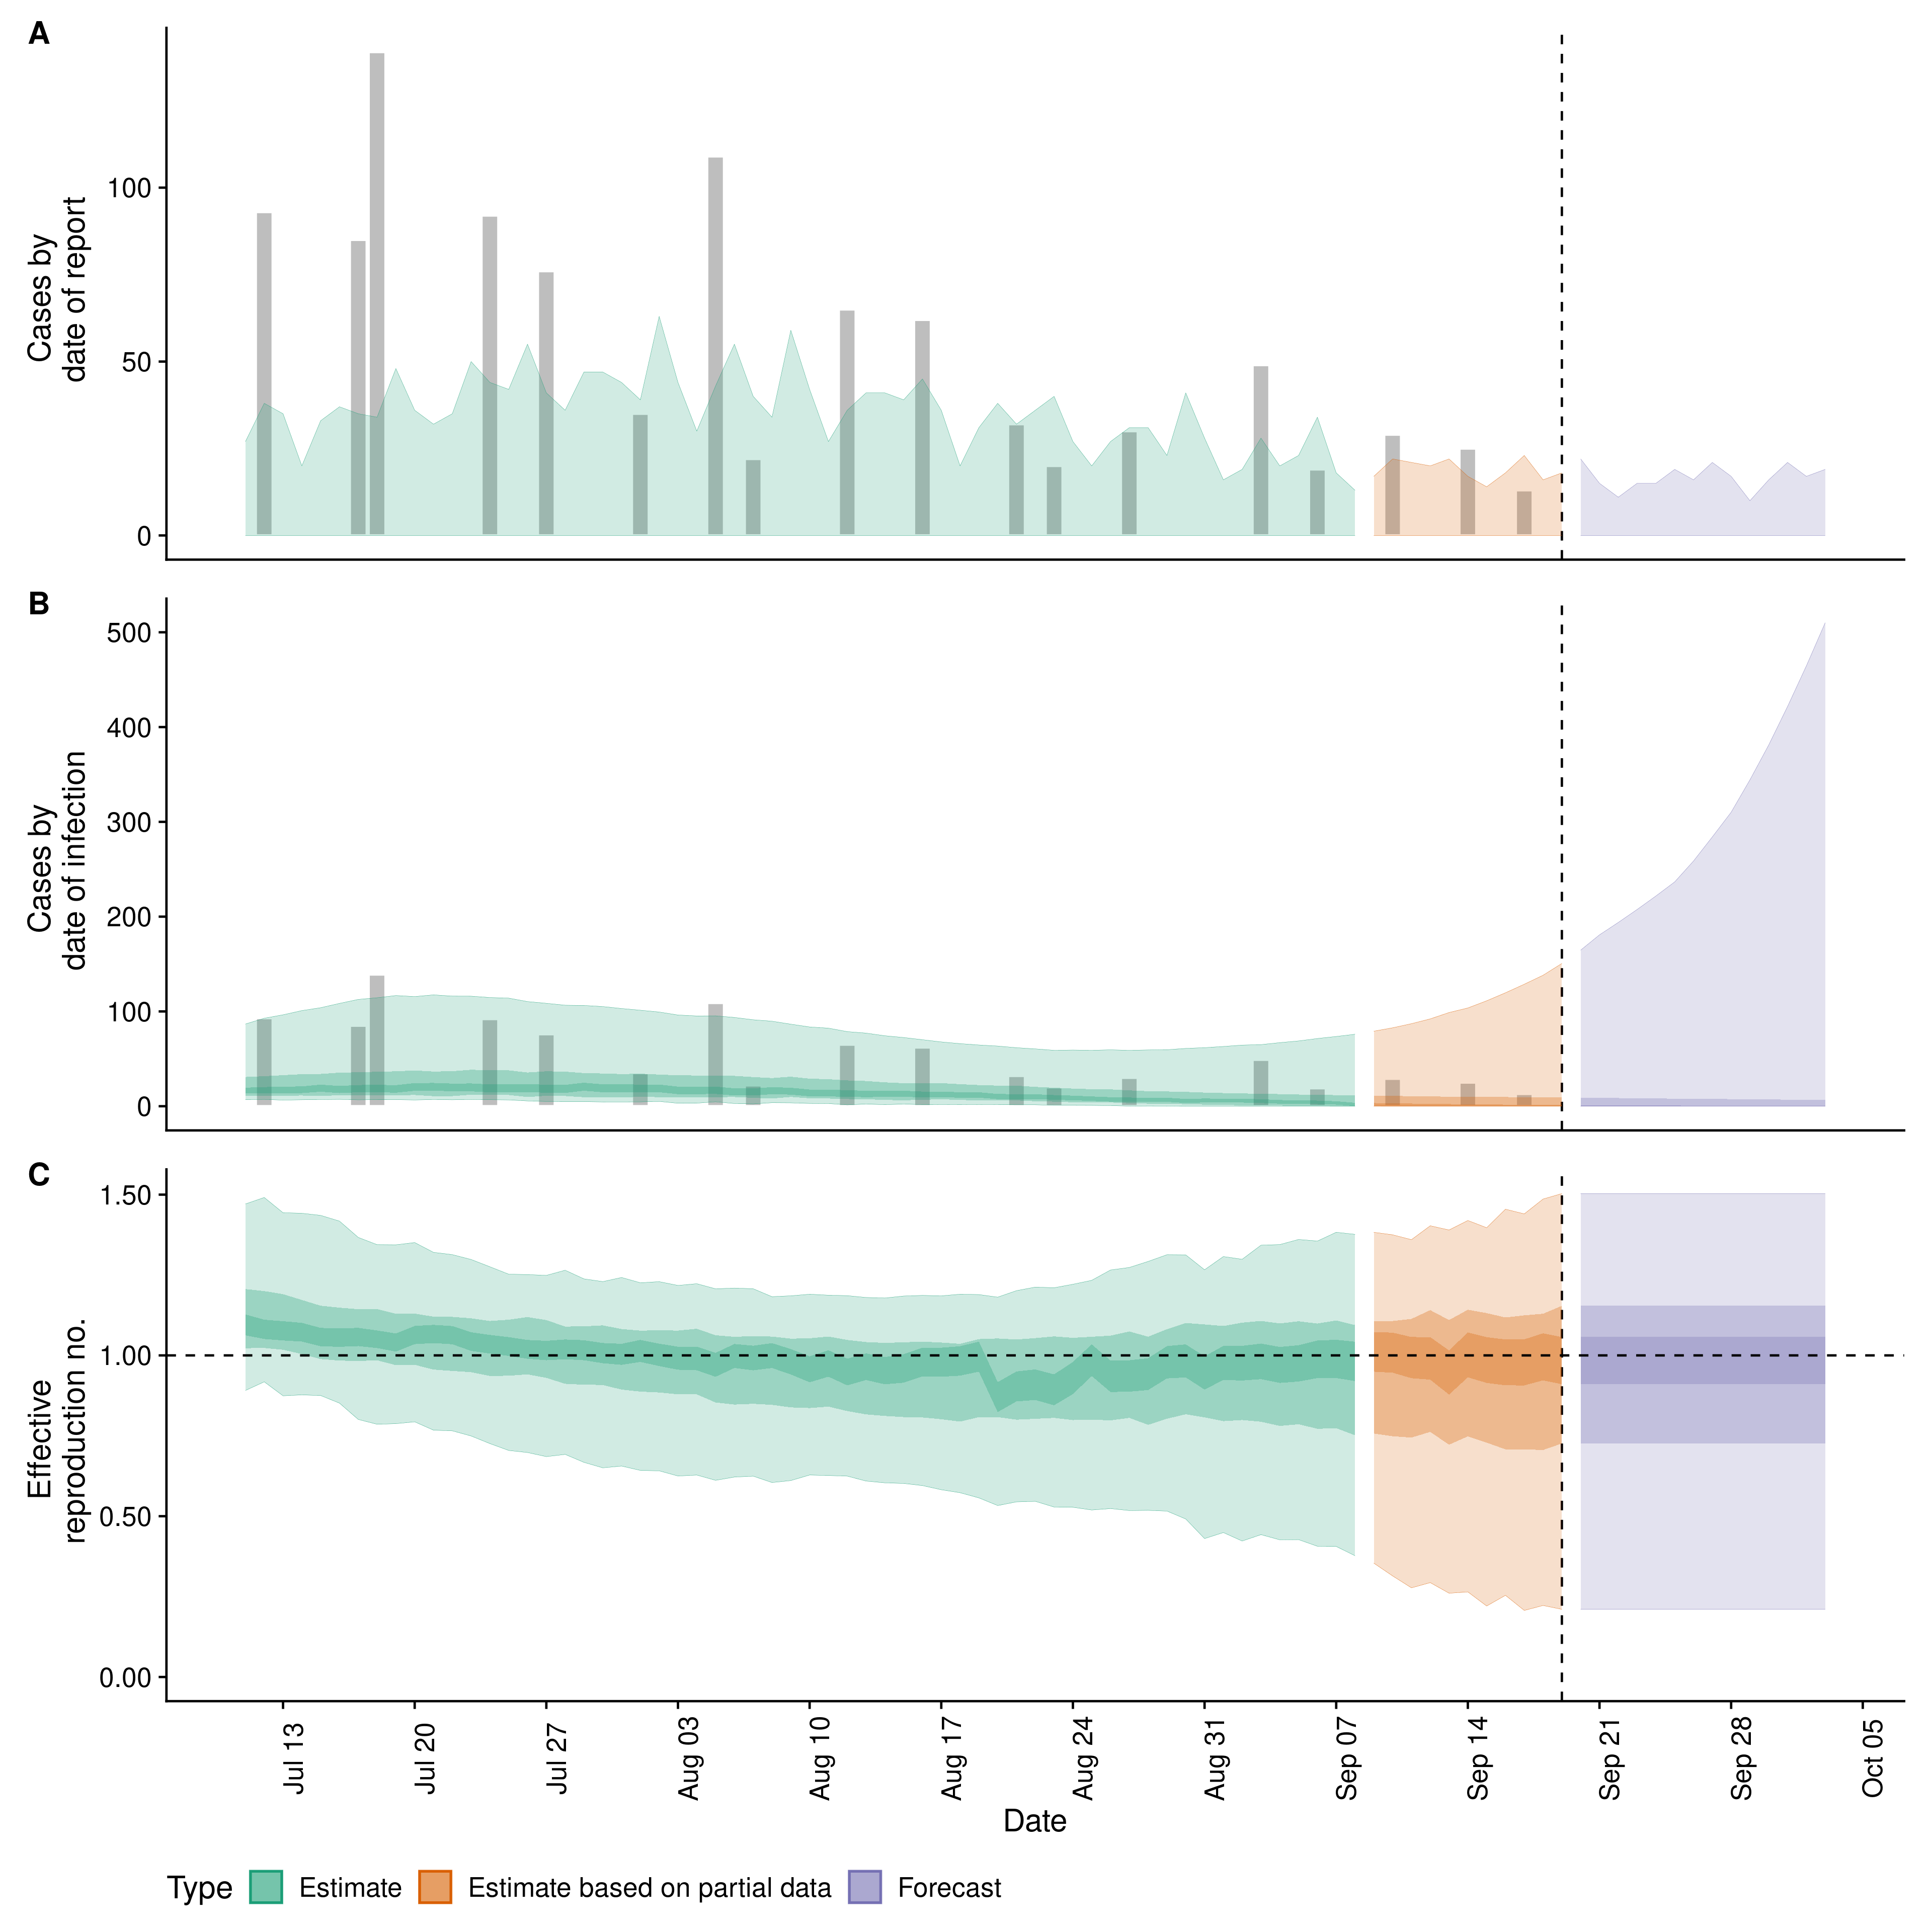 A
Cases by
date of report
100
50
0
B
Cases by
date of infection
500
400
300
200
100
0
C
Effective
reproduction no.
1.50
1.00
0.50
0.00
Jul 13
Jul 20
Jul 27
Aug 03
Aug 10
Aug 17
Aug 24
Aug 31
Sep 07
Sep 14
Sep 21
Sep 28
Oct 05
Date
Type Estimate Estimate based on partial data Forecast